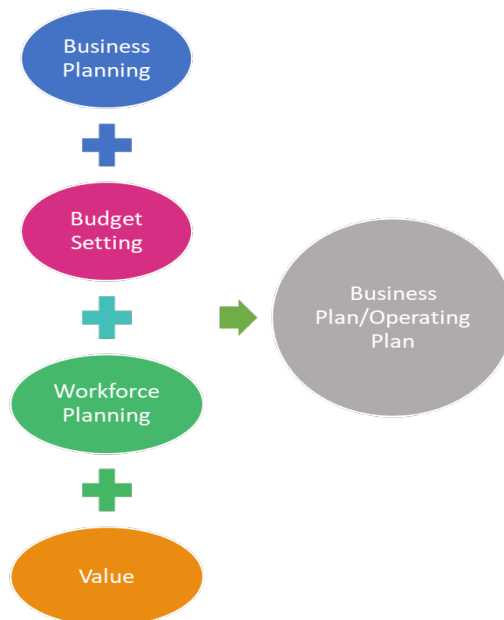 Business
Planning
Budget
Setting
Workforce
Planning
Value
Business
Plan/Operating
Plan